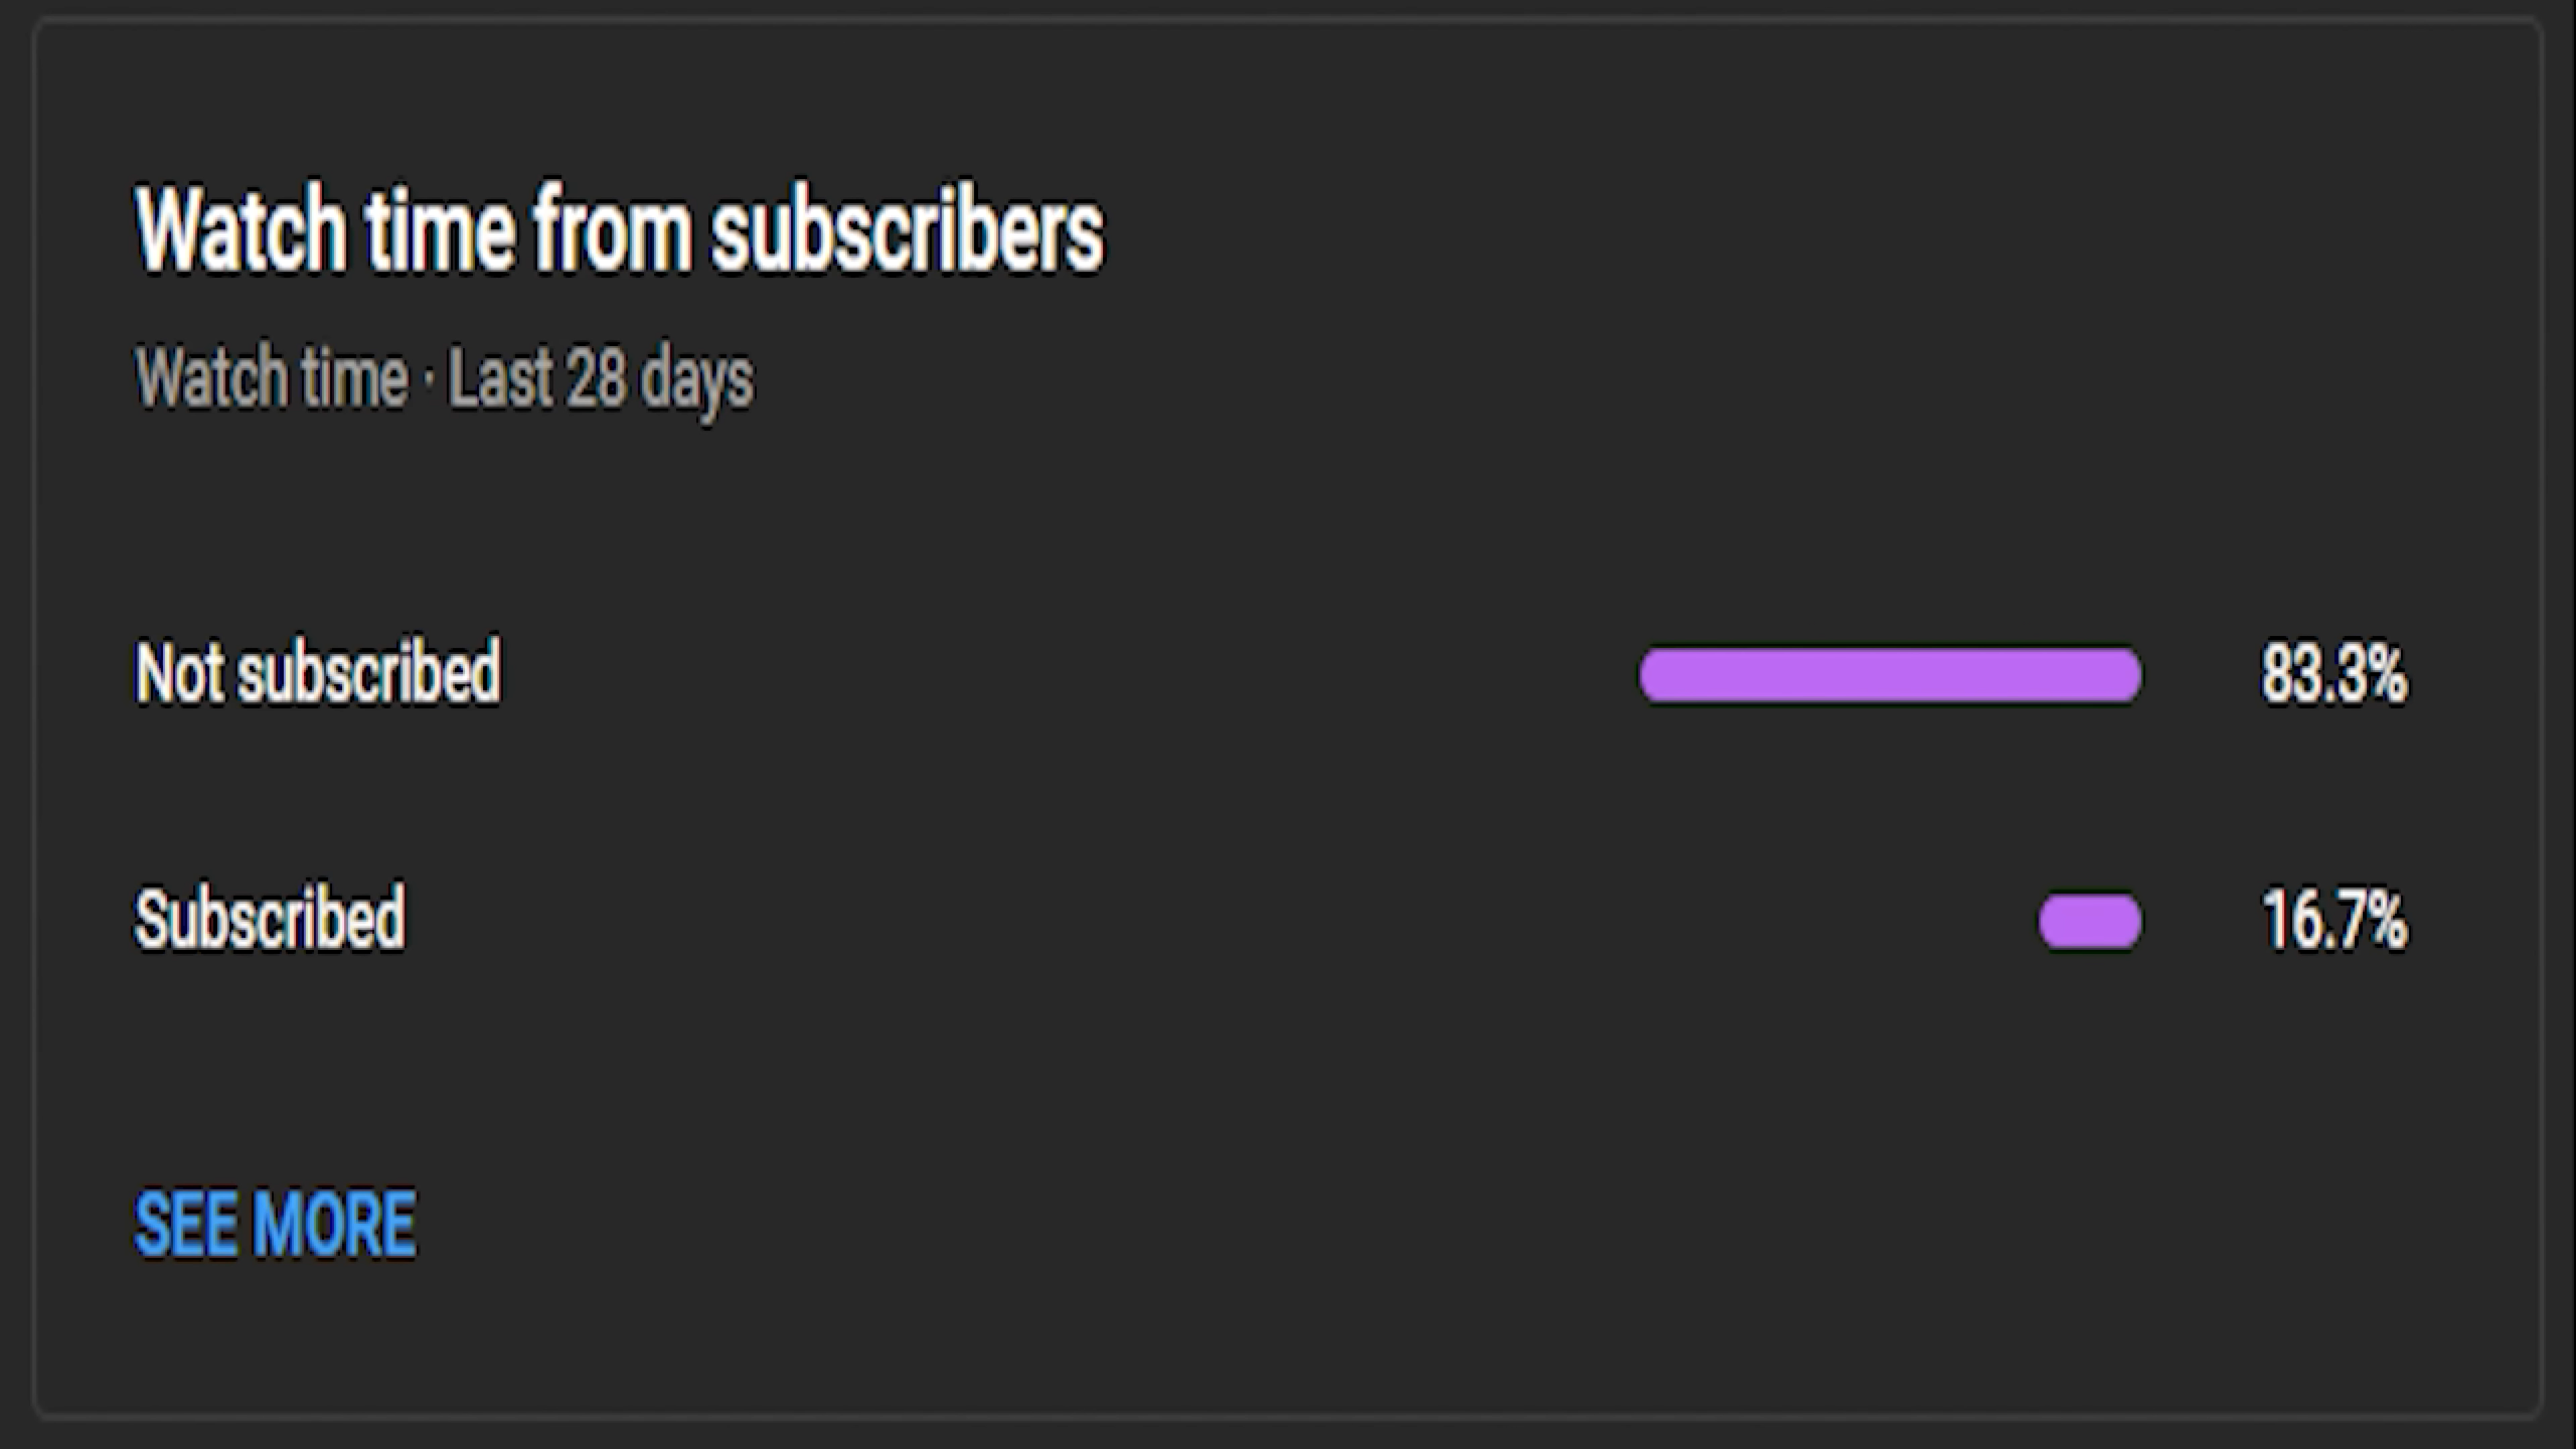 Watch time from subscribers
Watch time · Last 28 days
Not subscribed 83.3%
Subscribed 16.7%
SEE MORE